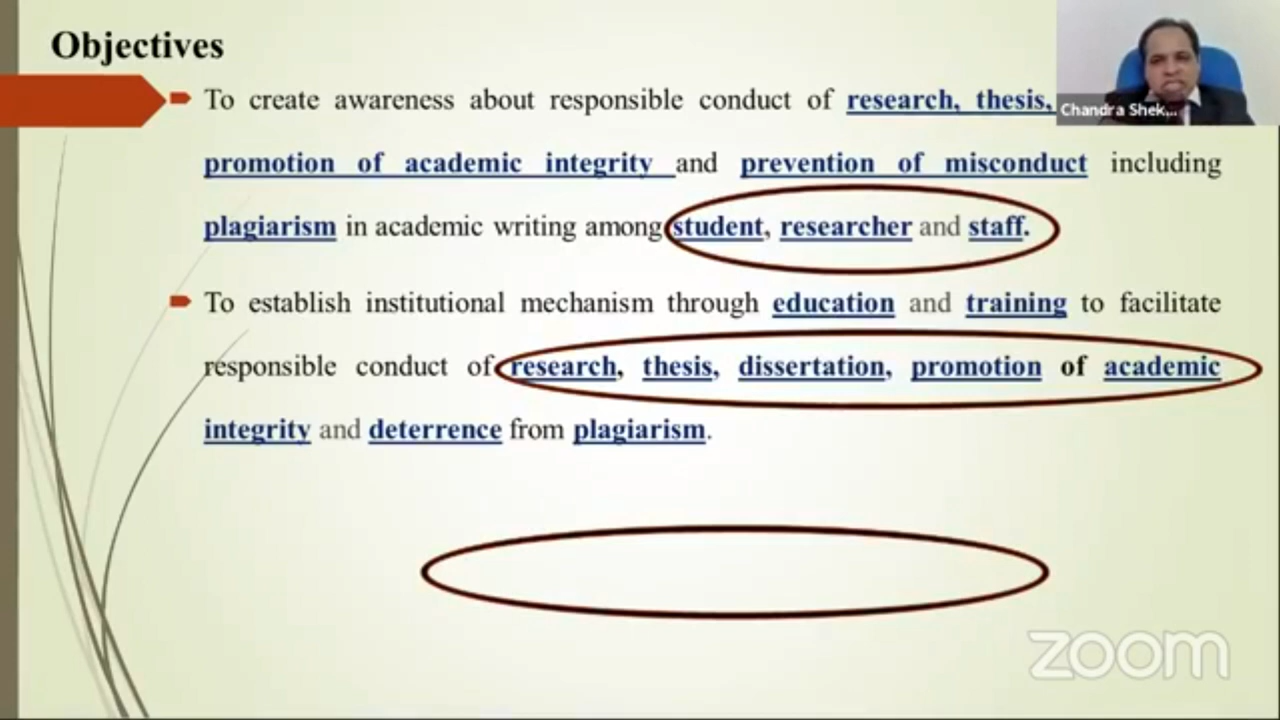 Objectives
To create awareness about responsible conduct of research, thesis,
promotion of academic integrity and prevention of misconduct including
plagiarism in academic writing among student, researcher and staff.
To establish institutional mechanism through education and training to facilitate
responsible conduct of research, thesis, dissertation, promotion of academic
integrity and deterrence from plagiarism.
Chandra Shek...
zoom